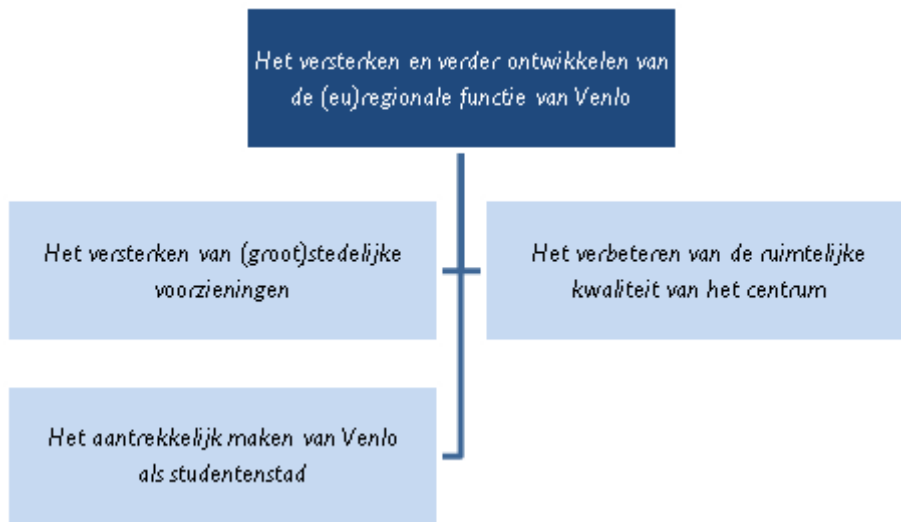 Het versterken en verder ontwikkelen van
de (eu)regionale functie van Venlo
Het versterken van (groot)stedelijke
voorzieningen
Het verbeteren van de ruimtelijke
kwaliteit van het centrum
Het aantrekkelijk maken van Venlo
als studentenstad